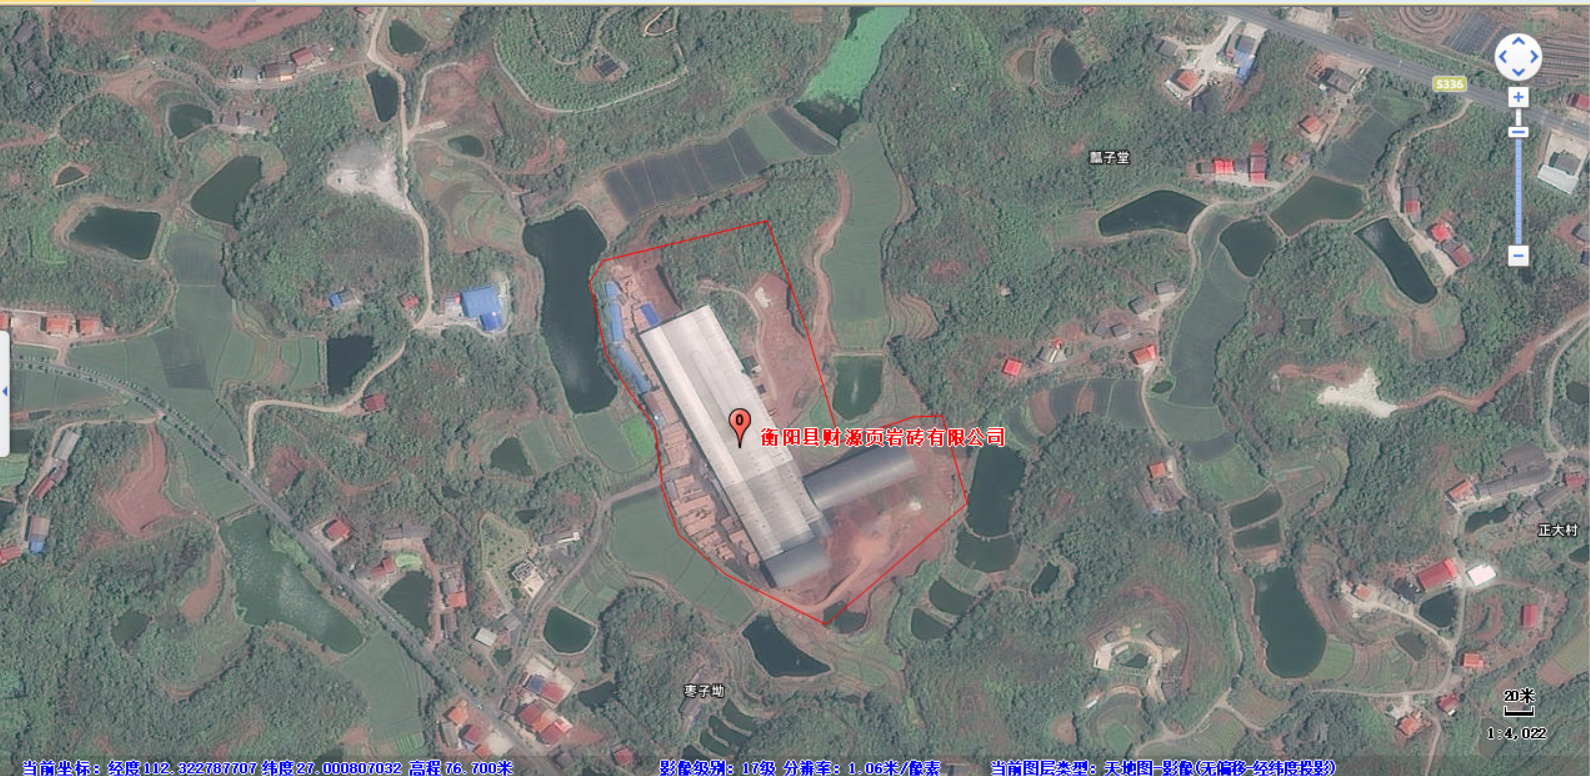 S336
瓢子堂
0
衡阳县财源页岩砖有限公司
正大村
枣子坳
20米
1:4,022
当前坐标：经度112.322787707 纬度27.000807032 高程76.700米
影像级别：17级 分辨率：1.06米/像素
当前图层类型：天地图-影像(无偏移-经纬度投影)